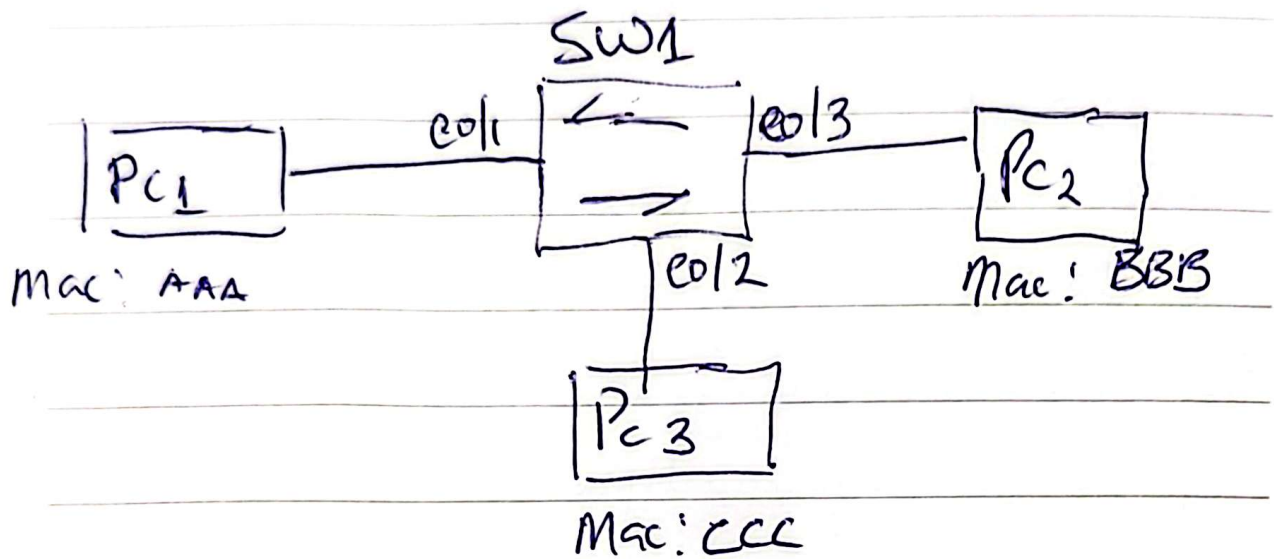 SW1
e0/1
e0/3
PC1
PC2
Mac: AAA
e0/2
Mac: BBB
PC3
Mac: CCC